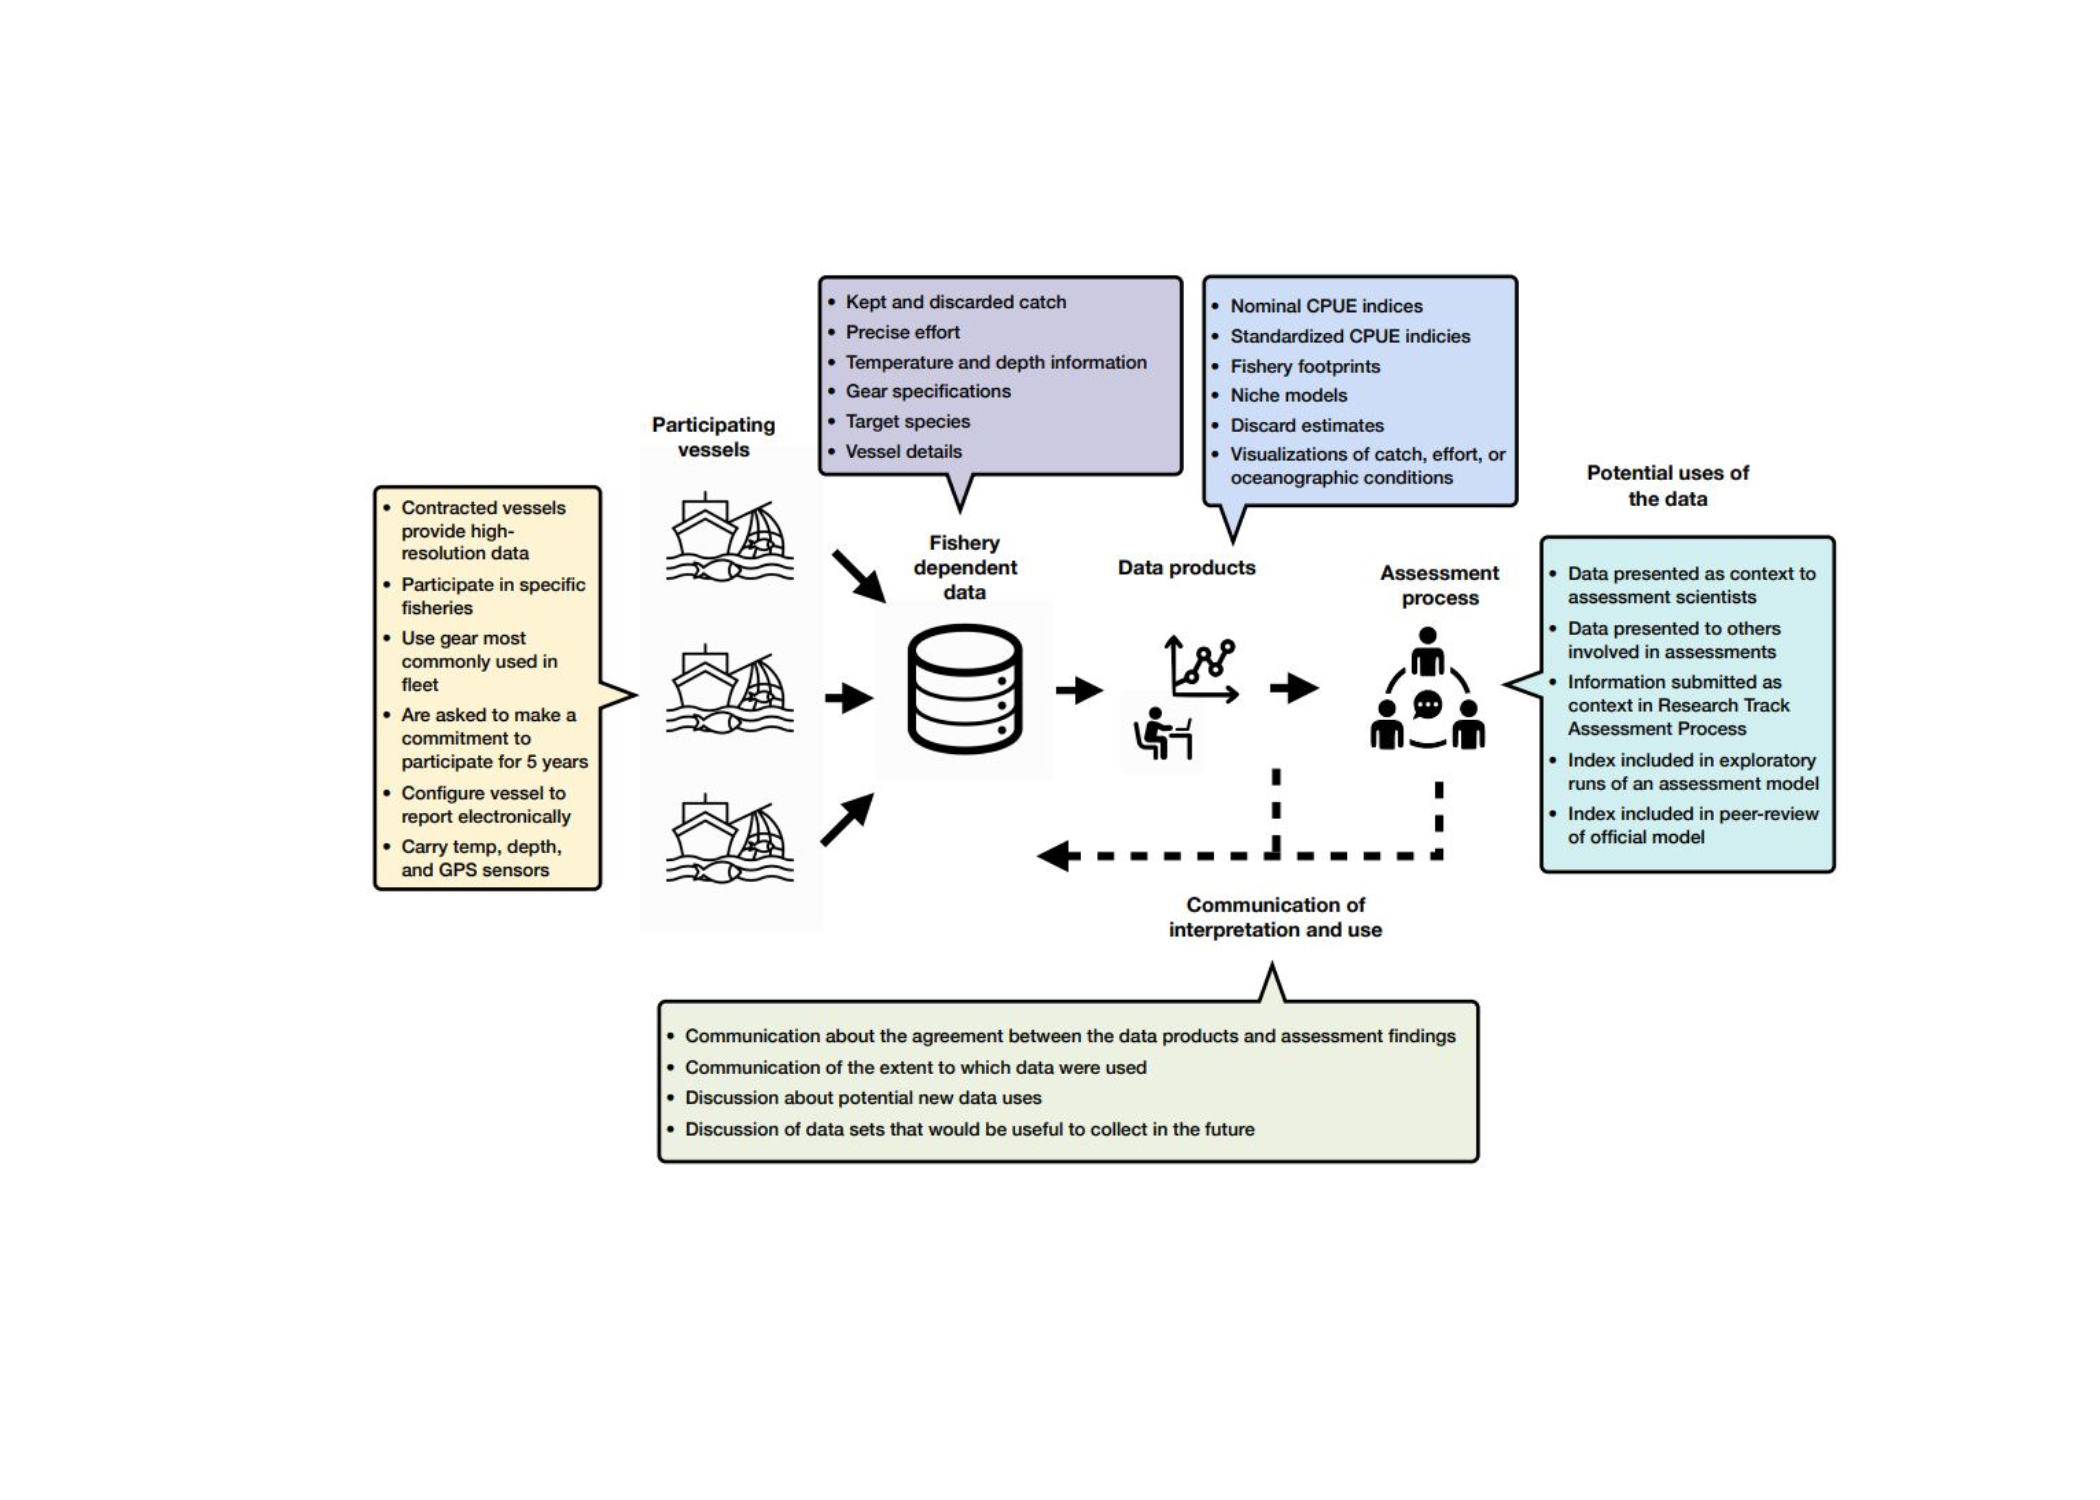 Participating
vessels
• Contracted vessels
provide high-
resolution data
• Participate in specific
fisheries
• Use gear most
commonly used in
fleet
• Are asked to make a
commitment to
participate for 5 years
• Configure vessel to
report electronically
• Carry temp, depth,
and GPS sensors
• Kept and discarded catch
• Precise effort
• Temperature and depth information
• Gear specifications
• Target species
• Vessel details
Fishery
dependent
data
• Nominal CPUE indices
• Standardized CPUE indicies
• Fishery footprints
• Niche models
• Discard estimates
• Visualizations of catch, effort, or
oceanographic conditions
Data products
Assessment
process
Potential uses of
the data
• Data presented as context to
assessment scientists
• Data presented to others
involved in assessments
• Information submitted as
context in Research Track
Assessment Process
• Index included in exploratory
runs of an assessment model
• Index included in peer-review
of official model
Communication of
interpretation and use
• Communication about the agreement between the data products and assessment findings
• Communication of the extent to which data were used
• Discussion about potential new data uses
• Discussion of data sets that would be useful to collect in the future